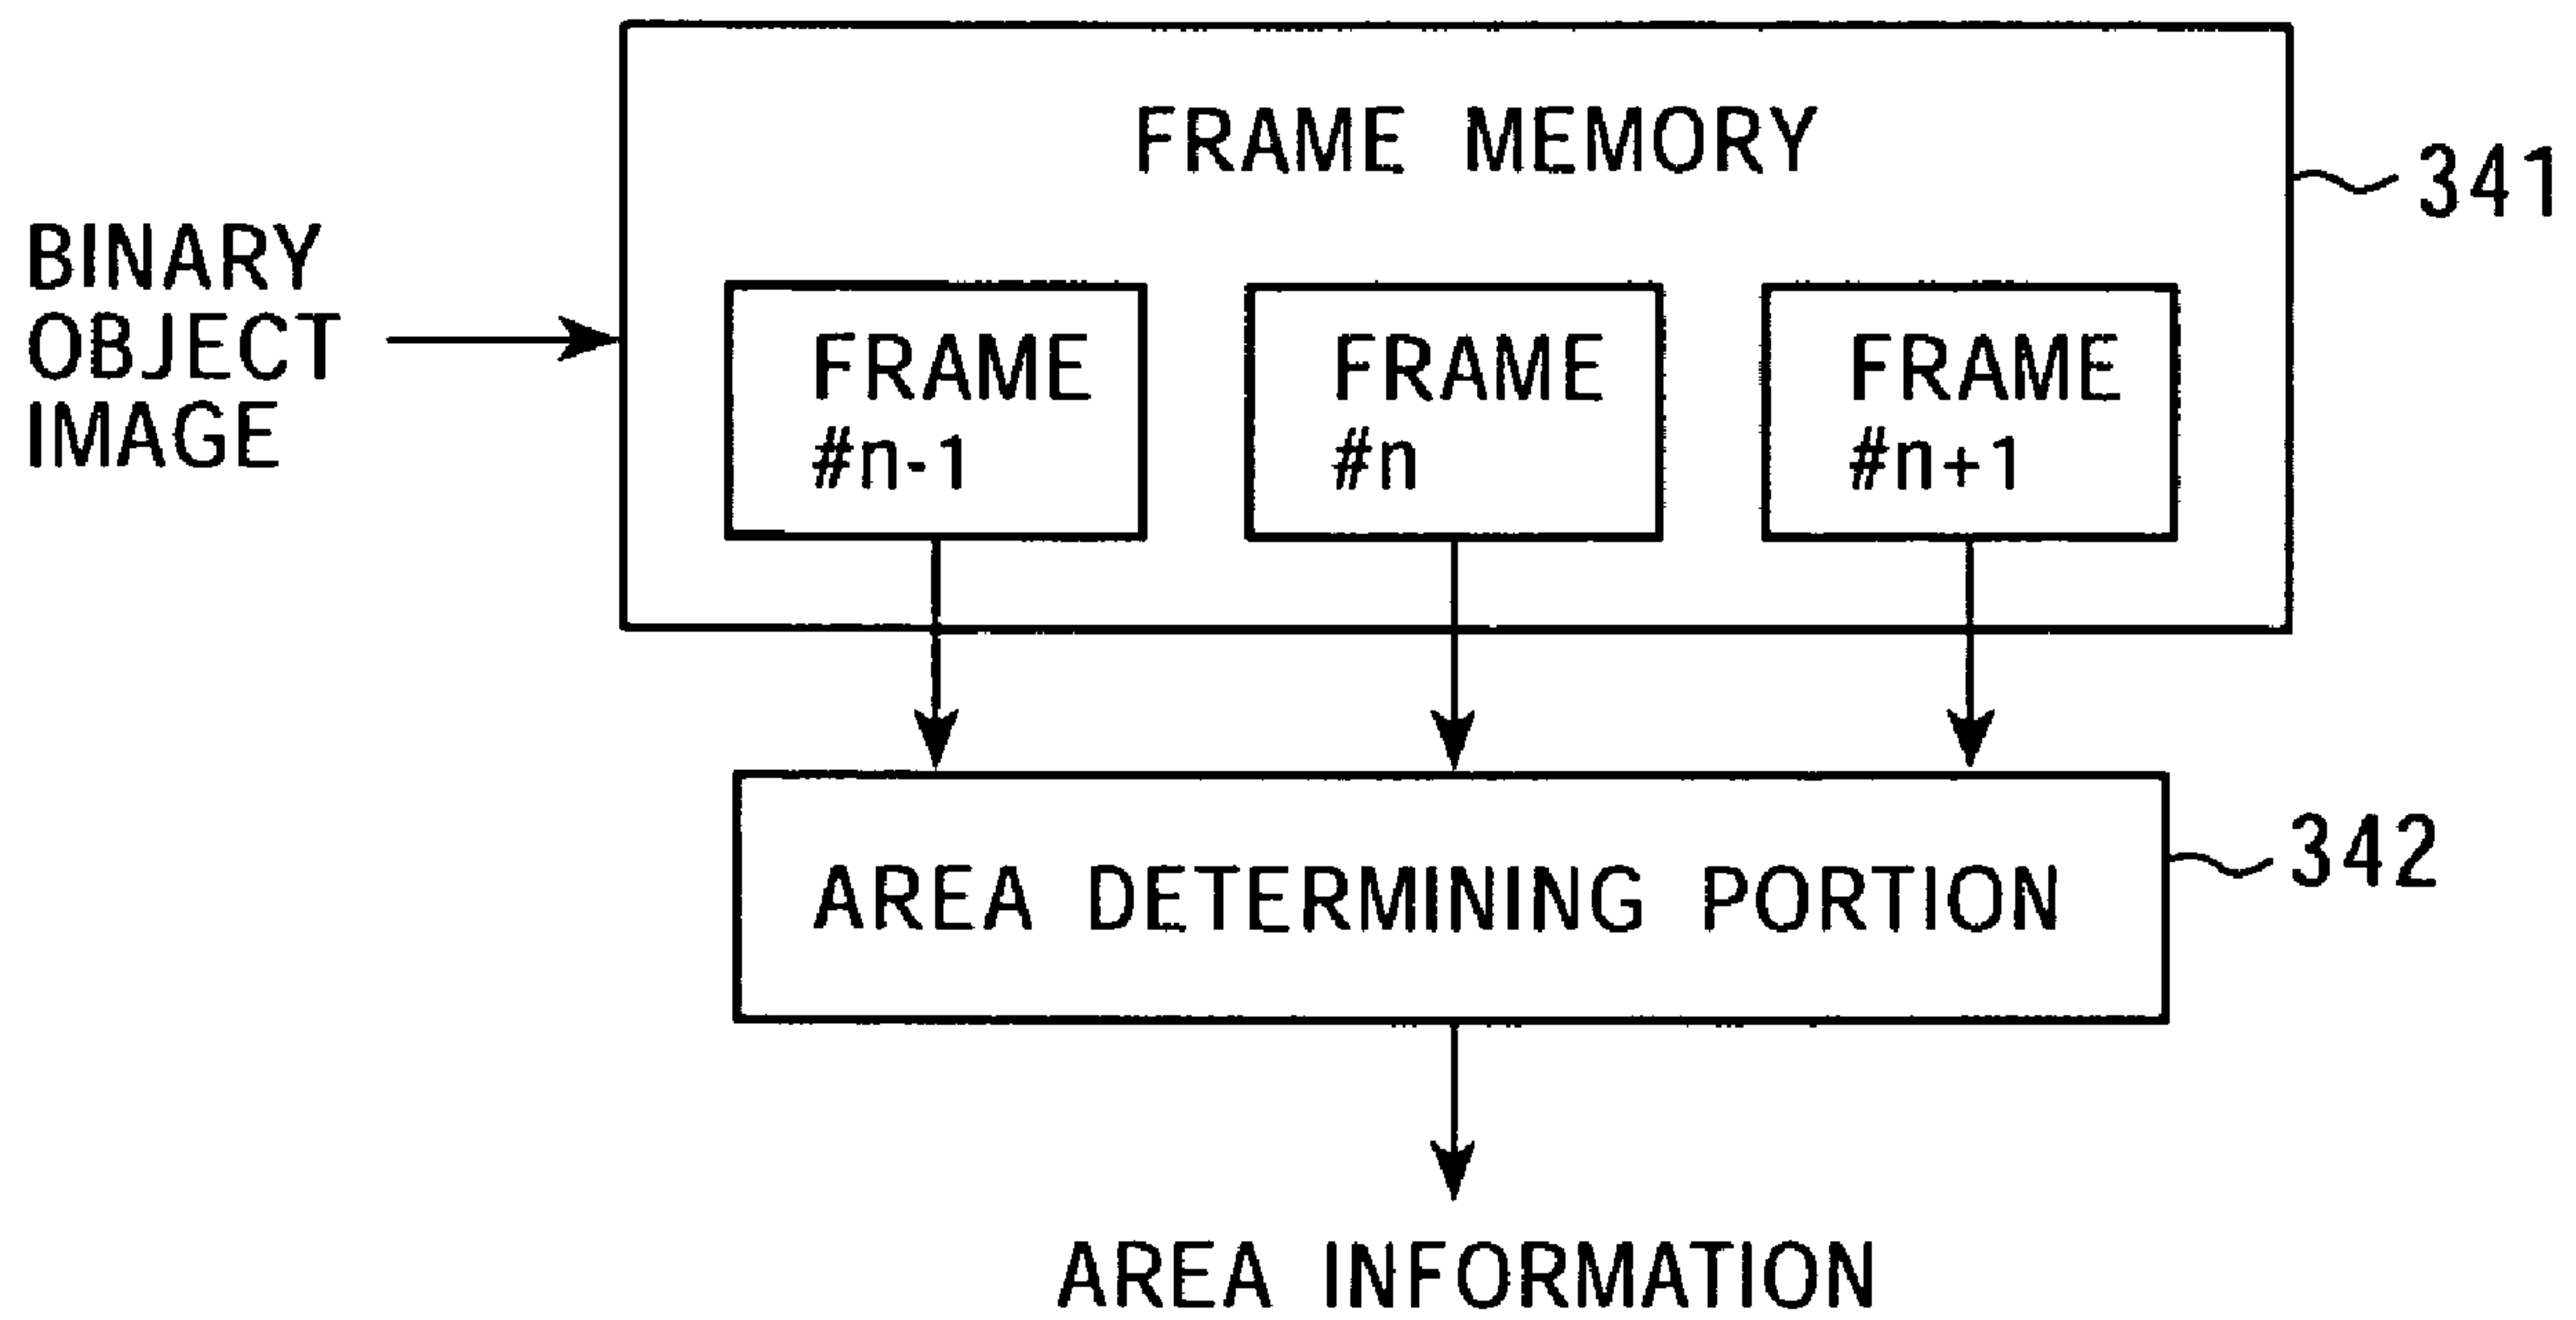 FRAME MEMORY
341
BINARY
OBJECT
IMAGE
FRAME
#n-1
FRAME
#n
FRAME
#n+1
AREA DETERMINING PORTION
342
AREA INFORMATION